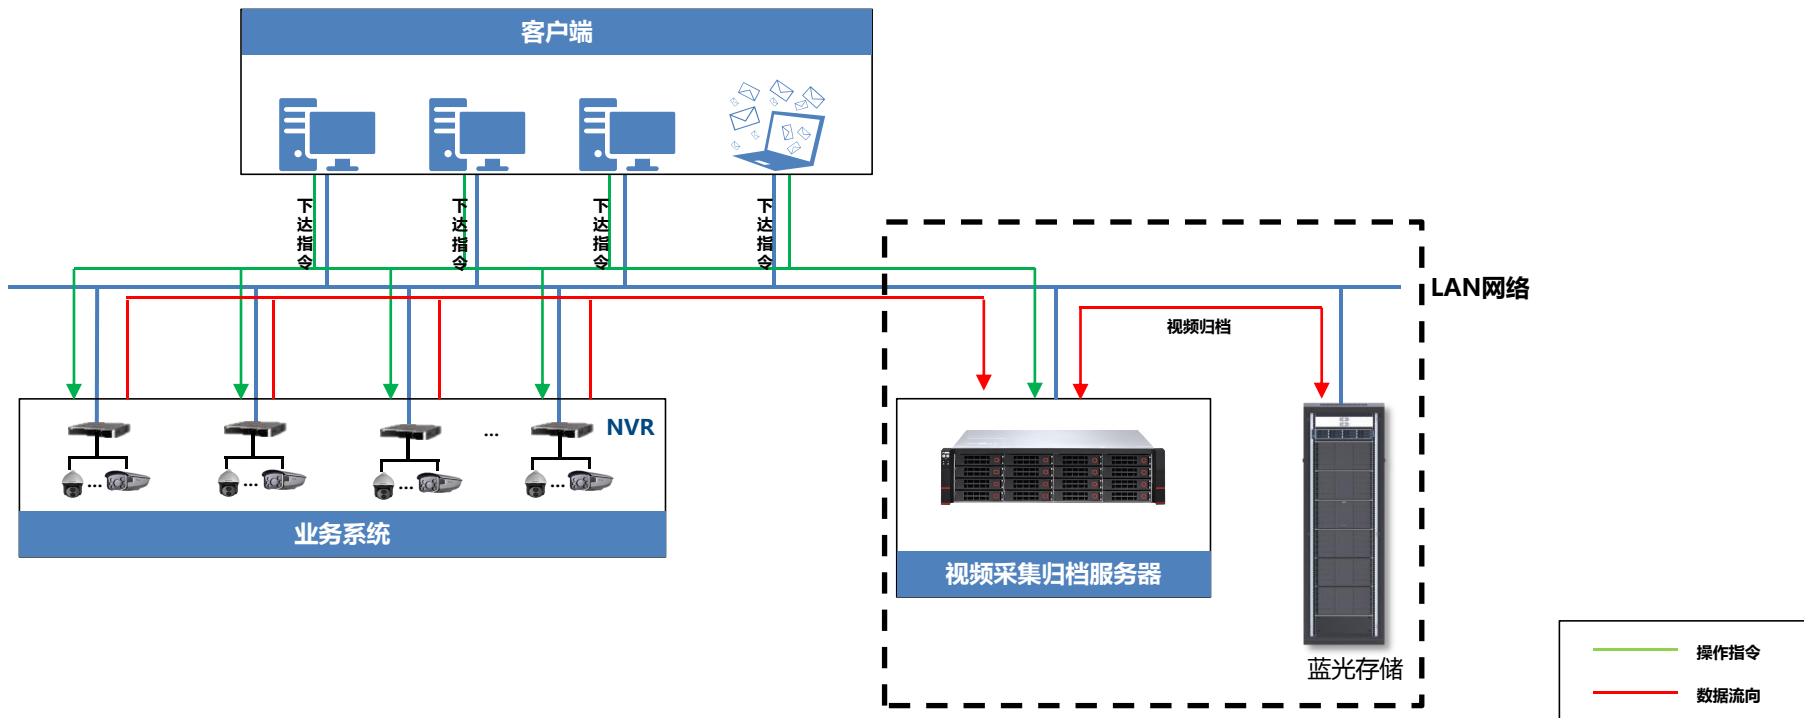 客户端
下达指令
下达指令
下达指令
下达指令
LAN网络
视频归档
NVR
...
...
...
...
...
业务系统
视频采集归档服务器
蓝光存储
操作指令
数据流向